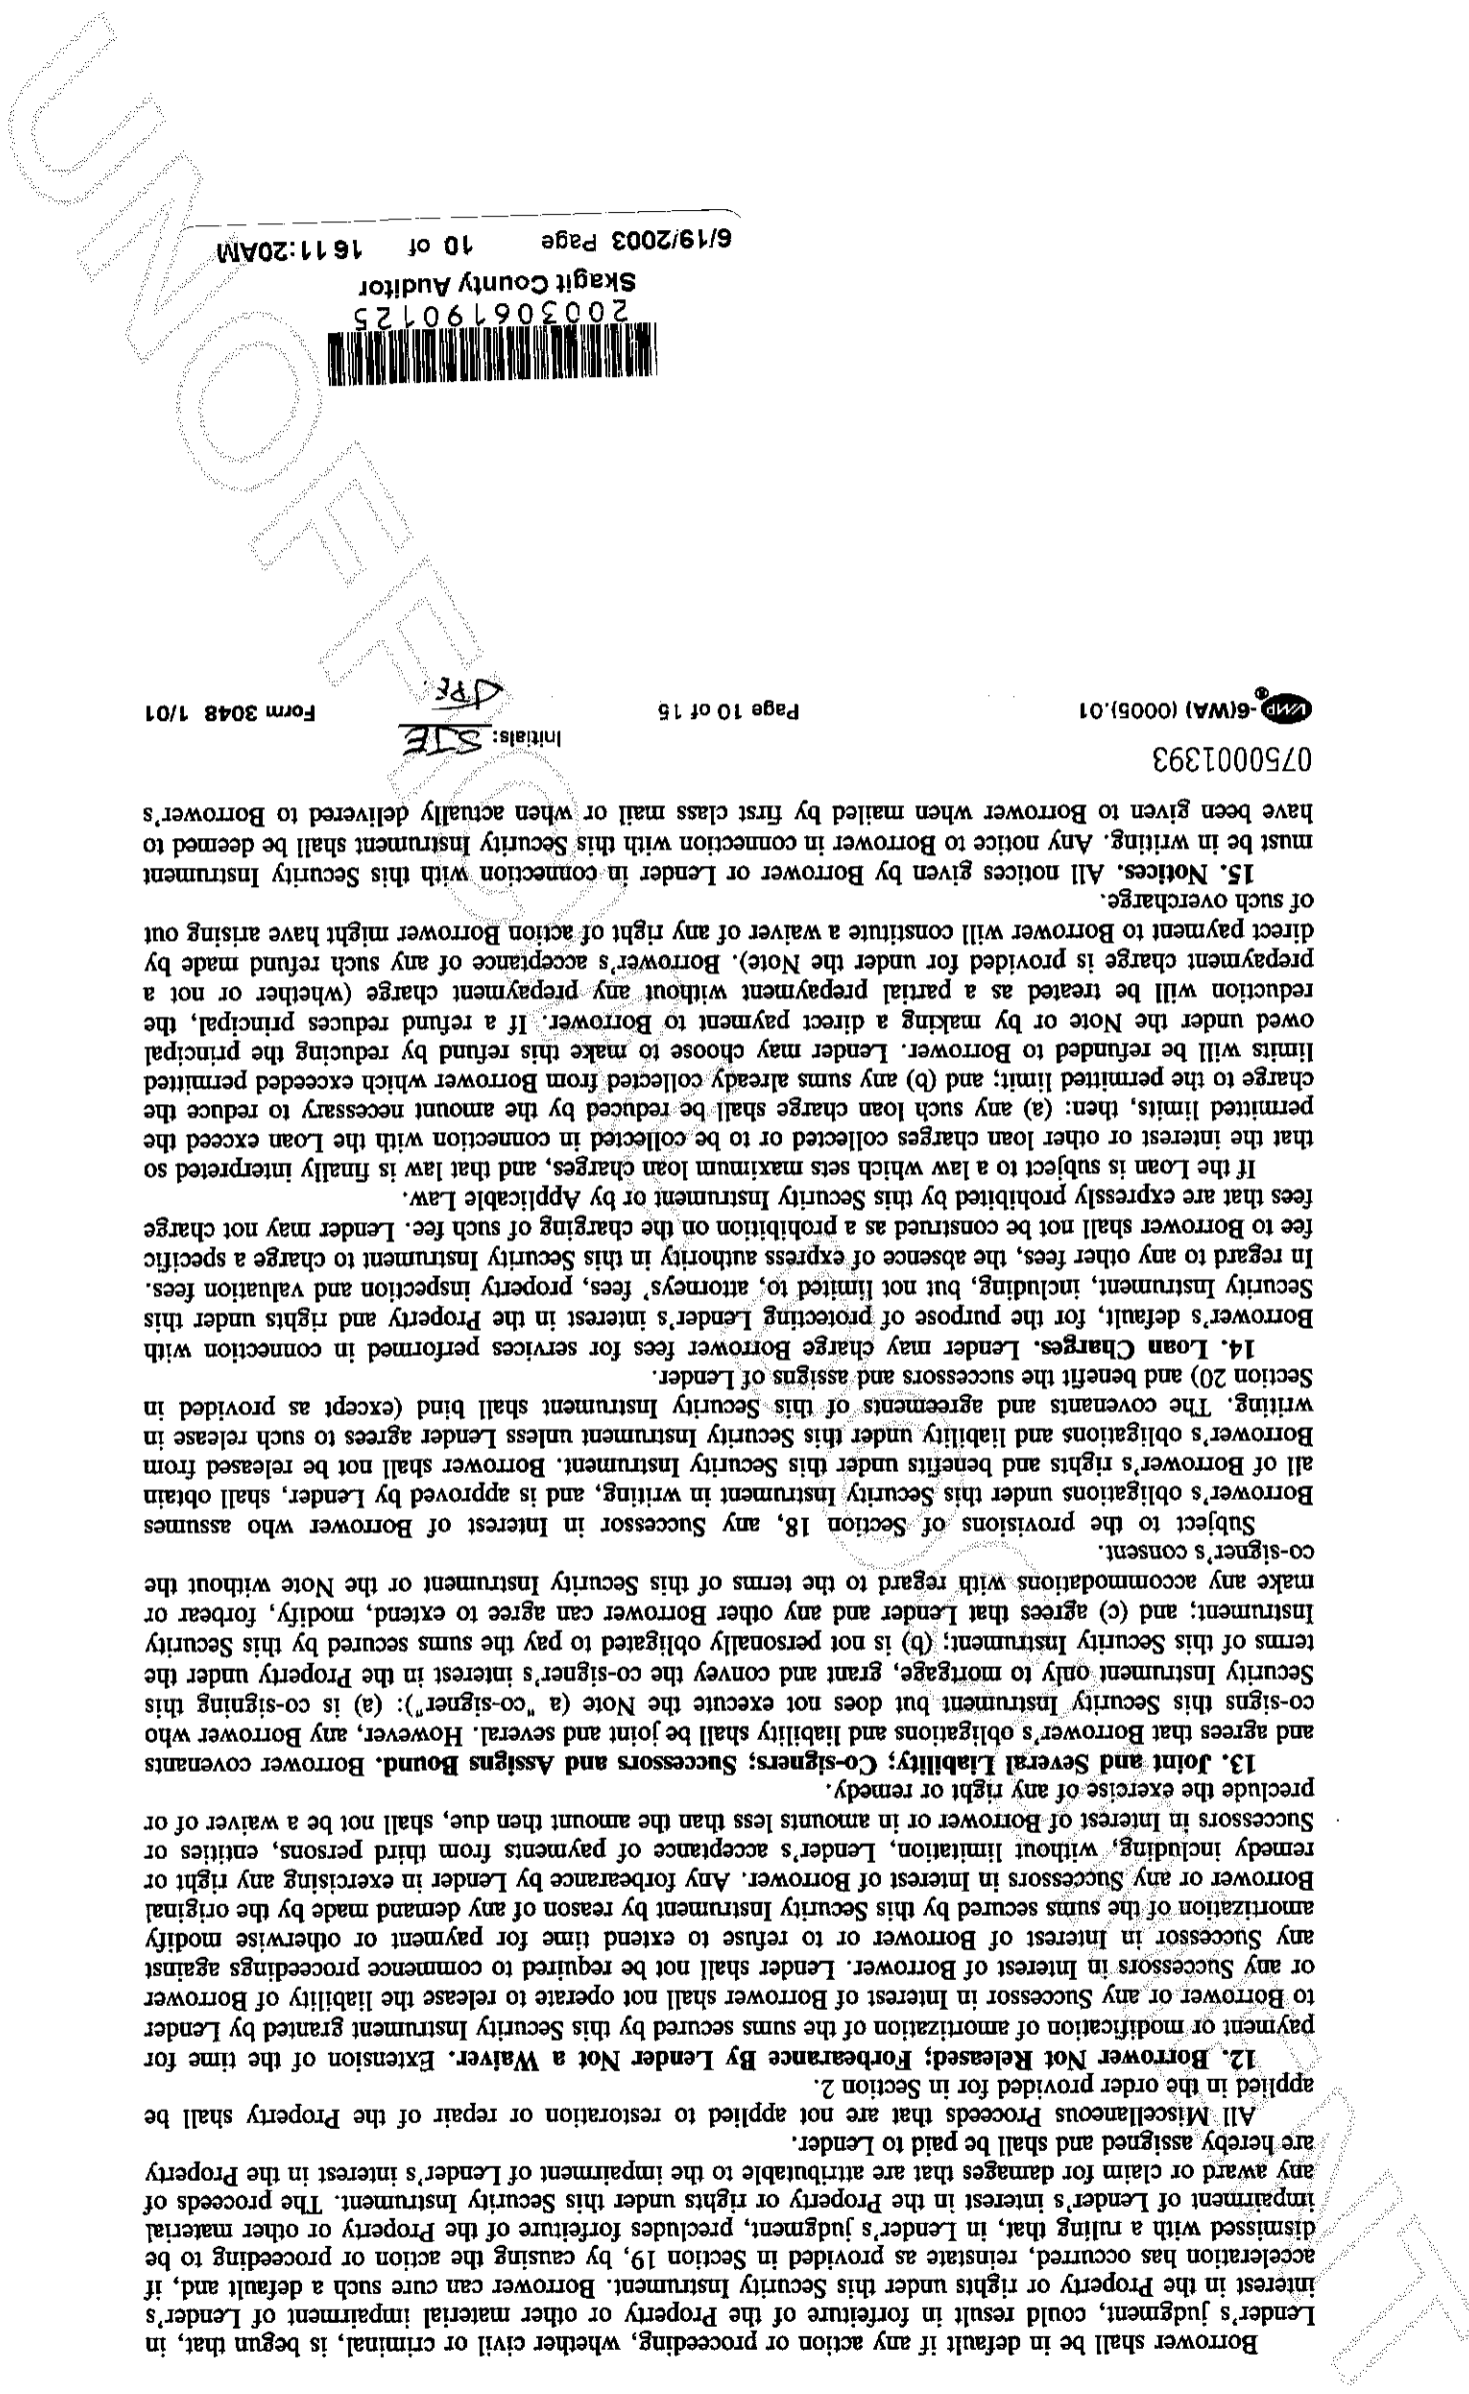 Borrower shall be in default if any action or proceeding, whether civil or criminal, is begun that, in
Lender's judgment, could result in forfeiture of the Property or other material impairment of Lender's
interest in the Property or rights under this Security Instrument. Borrower can cure such a default and, if
acceleration has occurred, reinstate as provided in Section 19, by causing the action or proceeding to be
dismissed with a ruling that, in Lender's judgment, precludes forfeiture of the Property or other material
impairment of Lender's interest in the Property or rights under this Security Instrument. The proceeds of
any award or claim for damages that are attributable to the impairment of Lender's interest in the Property
are hereby assigned and shall be paid to Lender.
All Miscellaneous Proceeds that are not applied to restoration or repair of the Property shall be
applied in the order provided for in Section 2.
12. Borrower Not Released; Forbearance By Lender Not a Waiver. Extension of the time for
payment or modification of amortization of the sums secured by this Security Instrument granted by Lender
to Borrower or any Successor in Interest of Borrower shall not operate to release the liability of Borrower
or any Successors in Interest of Borrower. Lender shall not be required to commence proceedings against
any Successor in Interest of Borrower or to refuse to extend time for payment or otherwise modify
amortization of the sums secured by this Security Instrument by reason of any demand made by the original
Borrower or any Successors in Interest of Borrower. Any forbearance by Lender in exercising any right or
remedy including, without limitation, Lender's acceptance of payments from third persons, entities or
Successors in Interest of Borrower or in amounts less than the amount then due, shall not be a waiver of or
preclude the exercise of any right or remedy.
13. Joint and Several Liability; Co-signers; Successors and Assigns Bound. Borrower covenants
and agrees that Borrower's obligations and liability shall be joint and several. However, any Borrower who
co-signs this Security Instrument but does not execute the Note (a "co-signer"): (a) is co-signing this
Security Instrument only to mortgage, grant and convey the co-signer's interest in the Property under the
terms of this Security Instrument; (b) is not personally obligated to pay the sums secured by this Security
Instrument; and (c) agrees that Lender and any other Borrower can agree to extend, modify, forbear or
make any accommodations with regard to the terms of this Security Instrument or the Note without the
co-signer's consent.
Subject to the provisions of Section 18, any Successor in Interest of Borrower who assumes
Borrower's obligations under this Security Instrument in writing, and is approved by Lender, shall obtain
all of Borrower's rights and benefits under this Security Instrument. Borrower shall not be released from
Borrower's obligations and liability under this Security Instrument unless Lender agrees to such release in
writing. The covenants and agreements of this Security Instrument shall bind (except as provided in
Section 20) and benefit the successors and assigns of Lender.
14. Loan Charges. Lender may charge Borrower fees for services performed in connection with
Borrower's default, for the purpose of protecting Lender's interest in the Property and rights under this
Security Instrument, including, but not limited to, attorneys' fees, property inspection and valuation fees.
In regard to any other fees, the absence of express authority in this Security Instrument to charge a specific
fee to Borrower shall not be construed as a prohibition on the charging of such fee. Lender may not charge
fees that are expressly prohibited by this Security Instrument or by Applicable Law.
If the Loan is subject to a law which sets maximum loan charges, and that law is finally interpreted so
that the interest or other loan charges collected or to be collected in connection with the Loan exceed the
permitted limits, then: (a) any such loan charge shall be reduced by the amount necessary to reduce the
charge to the permitted limit; and (b) any sums already collected from Borrower which exceeded permitted
limits will be refunded to Borrower. Lender may choose to make this refund by reducing the principal
owed under the Note or by making a direct payment to Borrower. If a refund reduces principal, the
reduction will be treated as a partial prepayment without any prepayment charge (whether or not a
prepayment charge is provided for under the Note). Borrower's acceptance of any such refund made by
direct payment to Borrower will constitute a waiver of any right of action Borrower might have arising out
of such overcharge.
15. Notices. All notices given by Borrower or Lender in connection with this Security Instrument
must be in writing. Any notice to Borrower in connection with this Security Instrument shall be deemed to
have been given to Borrower when mailed by first class mail or when actually delivered to Borrower's
0750001393
Initials: SJE
JPE.
VMP®-6(WA) (0005).01 Page 10 of 15 Form 3048 1/01
200306190125
Skagit County Auditor
6/19/2003 Page 10 of 16 11:20AM
UNOFFICIAL DOCUMENT